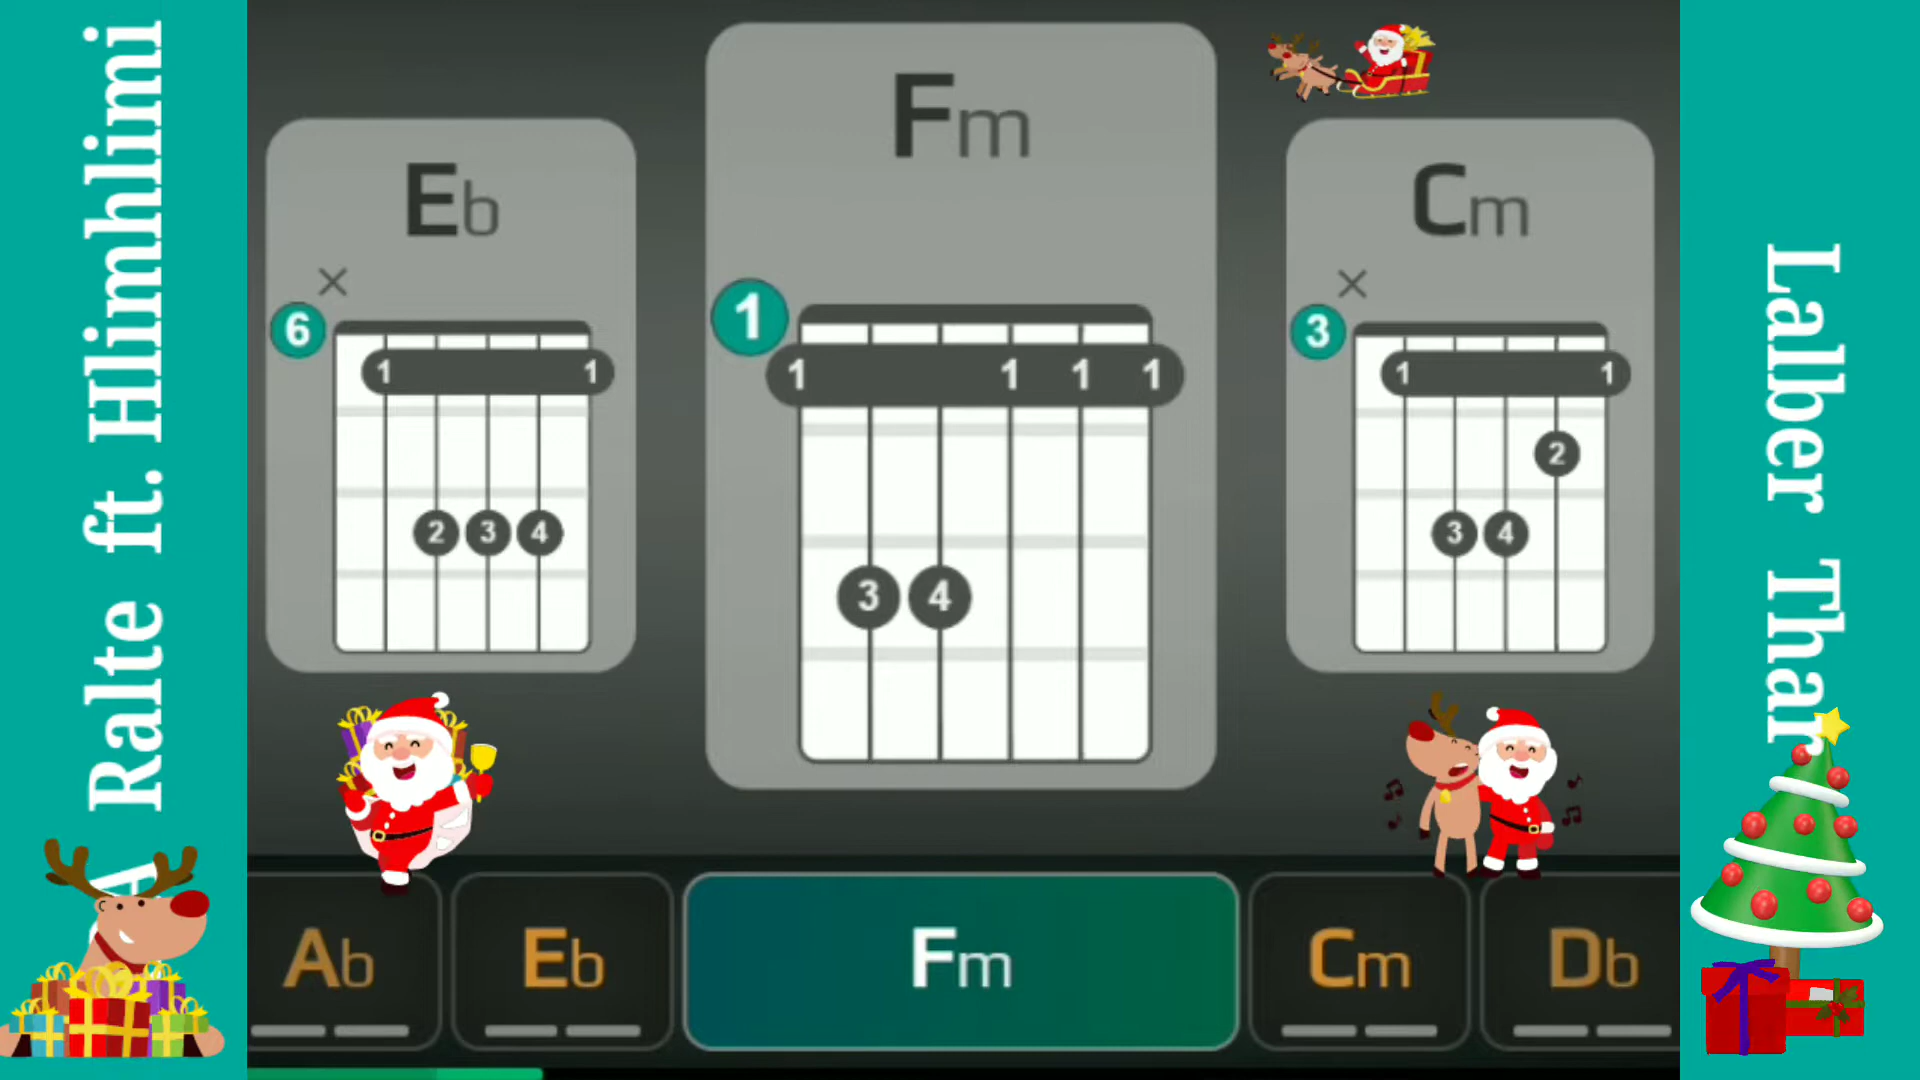 A Ralte ft. Hlimhlimi
Eb
Fm
Cm
×
6
1 1
2 3 4
1
1 1 1 1
3 4
×
3
1 1
2
3 4
Ab Eb Fm Cm Db
Lalber Thar